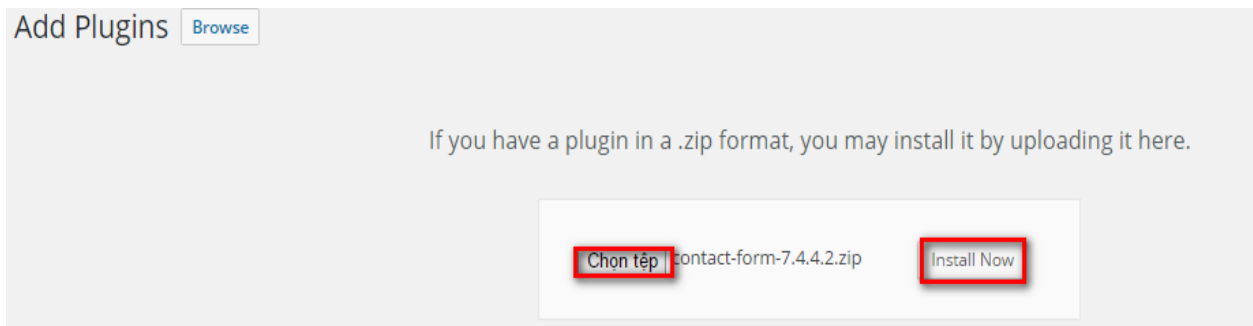 Add Plugins Browse
If you have a plugin in a .zip format, you may install it by uploading it here.
Chọn tệp contact-form-7.4.4.2.zip Install Now